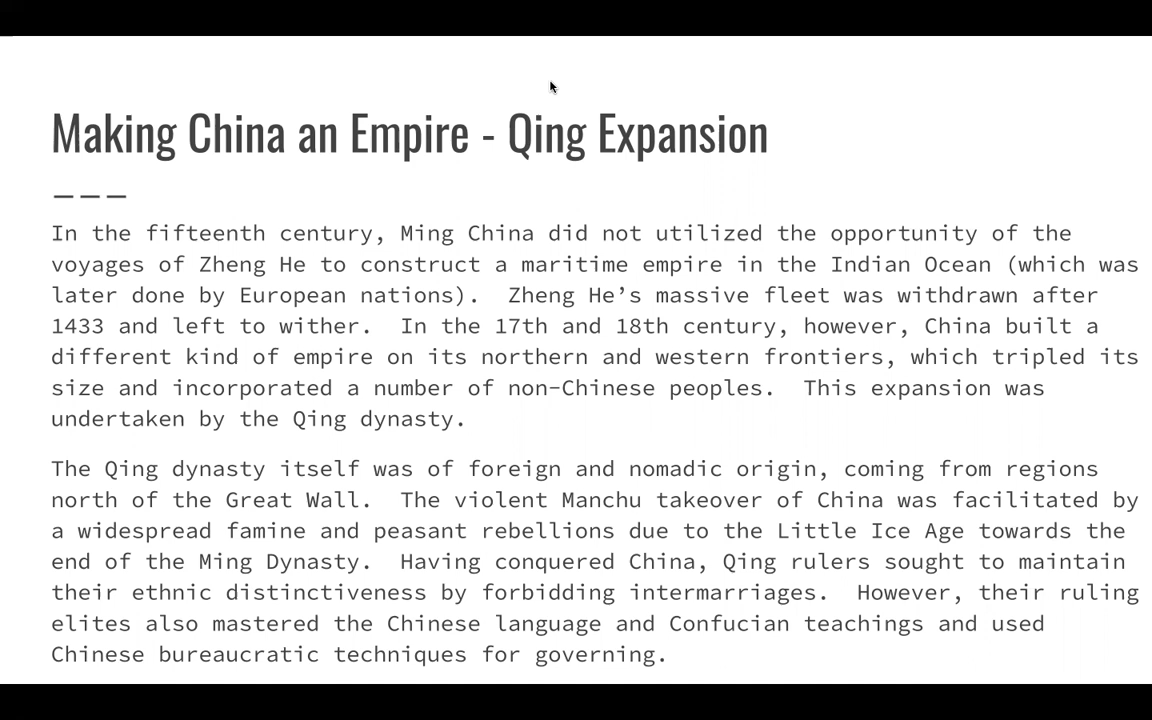 Making China an Empire - Qing Expansion
In the fifteenth century, Ming China did not utilized the opportunity of the
voyages of Zheng He to construct a maritime empire in the Indian Ocean (which was
later done by European nations).  Zheng He’s massive fleet was withdrawn after
1433 and left to wither.  In the 17th and 18th century, however, China built a
different kind of empire on its northern and western frontiers, which tripled its
size and incorporated a number of non-Chinese peoples.  This expansion was
undertaken by the Qing dynasty.
The Qing dynasty itself was of foreign and nomadic origin, coming from regions
north of the Great Wall.  The violent Manchu takeover of China was facilitated by
a widespread famine and peasant rebellions due to the Little Ice Age towards the
end of the Ming Dynasty.  Having conquered China, Qing rulers sought to maintain
their ethnic distinctiveness by forbidding intermarriages.  However, their ruling
elites also mastered the Chinese language and Confucian teachings and used
Chinese bureaucratic techniques for governing.